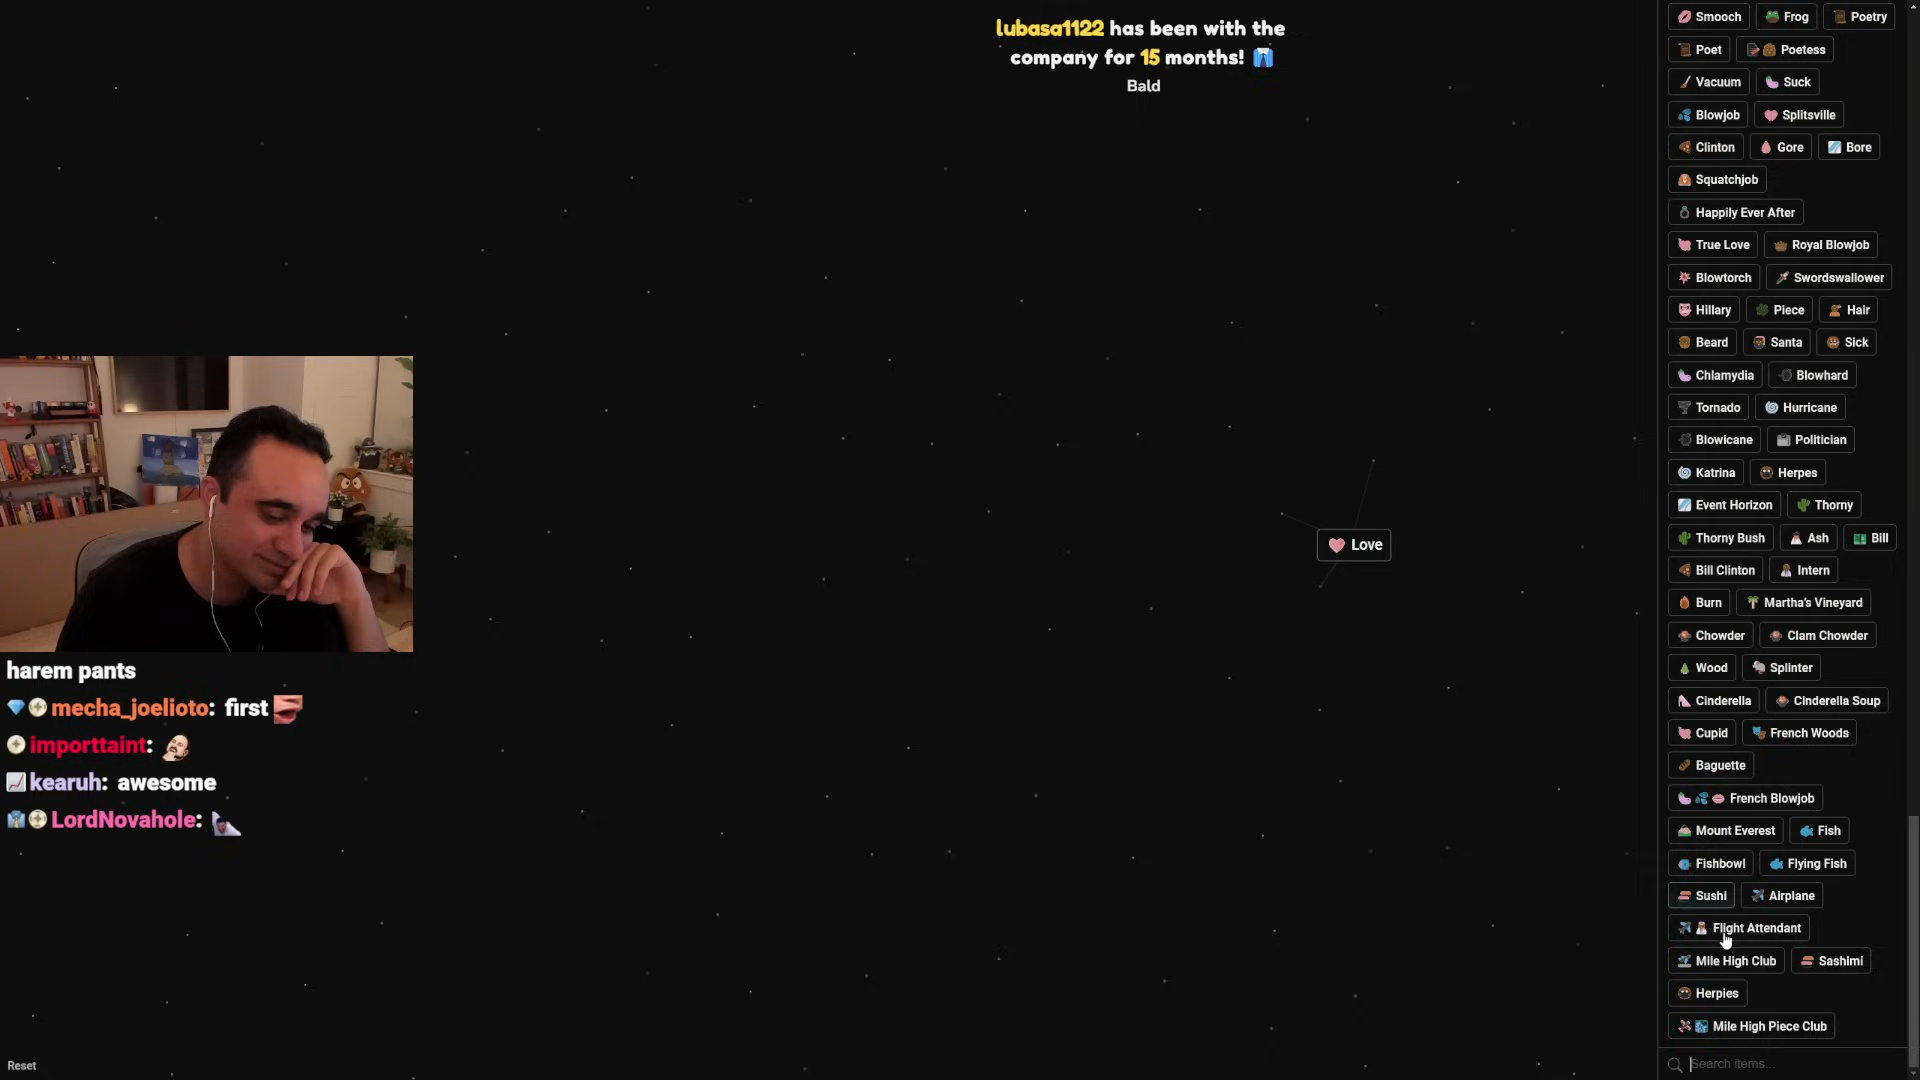 lubasa1122 has been with the
company for 15 months!
Bald
Love
harem pants
mecha_joelioto: first
importtaint:
kearuh: awesome
LordNovahole:
Reset
Smooch Frog Poetry
Poet Poetess
Vacuum Suck
Blowjob Splitsville
Clinton Gore Bore
Squatchjob
Happily Ever After
True Love Royal Blowjob
Blowtorch Swordswallower
Hillary Piece Hair
Beard Santa Sick
Chlamydia Blowhard
Tornado Hurricane
Blowicane Politician
Katrina Herpes
Event Horizon Thorny
Thorny Bush Ash Bill
Bill Clinton Intern
Burn Martha's Vineyard
Chowder Clam Chowder
Wood Splinter
Cinderella Cinderella Soup
Cupid French Woods
Baguette
French Blowjob
Mount Everest Fish
Fishbowl Flying Fish
Sushi Airplane
Flight Attendant
Mile High Club Sashimi
Herpies
Mile High Piece Club
Search items...